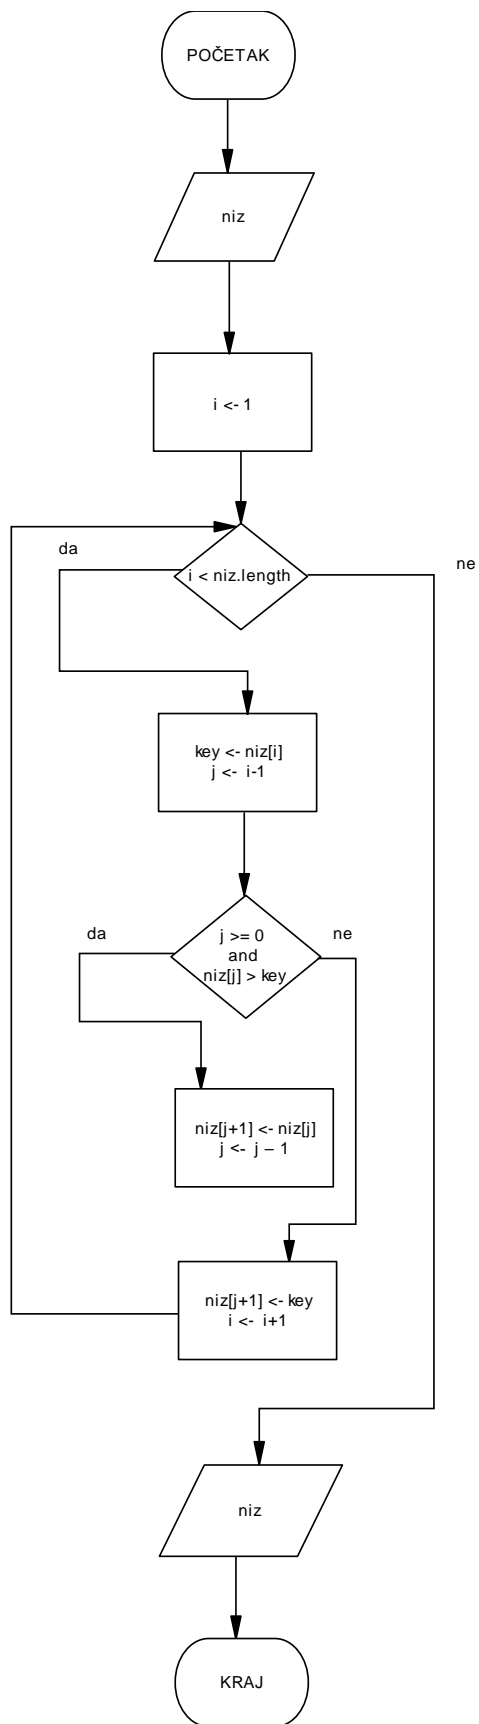 POČETAK
niz
i <- 1
i < niz.length
da
ne
key <- niz[i]
j <- i-1
j >= 0
and
niz[j] > key
da
ne
niz[j+1] <- niz[j]
j <- j – 1
niz[j+1] <- key
i <- i+1
niz
KRAJ